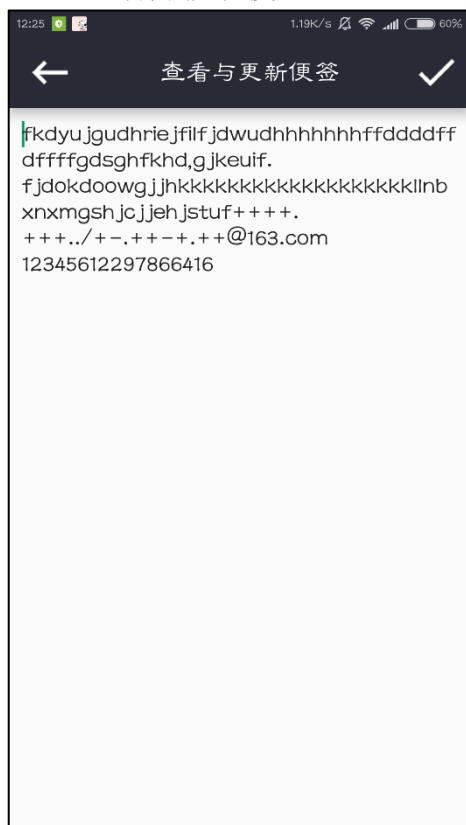 12:25 1.19K/s 60%
查看与更新便签
fkdyujgudhriejfilfjdwudhhhhhhhffddddff
dffffgdsghfkhd,gjkeuif.
fjdokdoowgjjhkkkkkkkkkkkkkkkkkkkkllnb
xnxmgshjcjjehjstuf++++.
+++../+-.++-+.++@163.com
12345612297866416